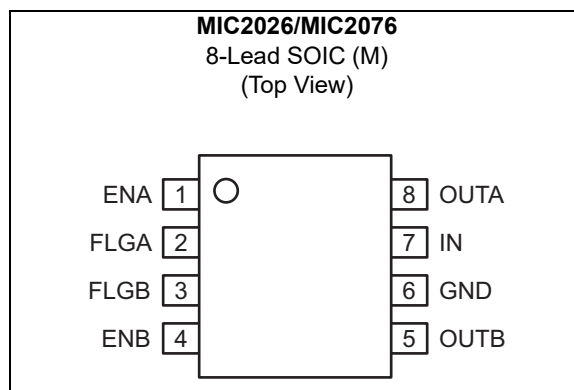 MIC2026/MIC2076
8-Lead SOIC (M)
(Top View)
ENA 1 8 OUTA
FLGA 2 7 IN
FLGB 3 6 GND
ENB 4 5 OUTB